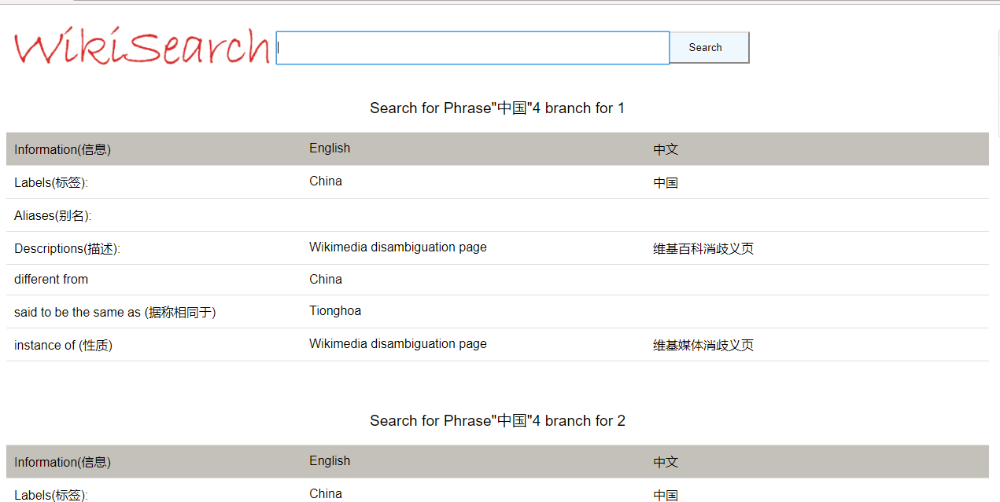 WikiSearch Search
Search for Phrase"中国"4 branch for 1
Information(信息) English 中文
Labels(标签): China 中国
Aliases(别名):
Descriptions(描述): Wikimedia disambiguation page 维基百科消歧义页
different from China
said to be the same as (据称相同于) Tionghoa
instance of (性质) Wikimedia disambiguation page 维基媒体消歧义页
Search for Phrase"中国"4 branch for 2
Information(信息) English 中文
Labels(标签): China 中国